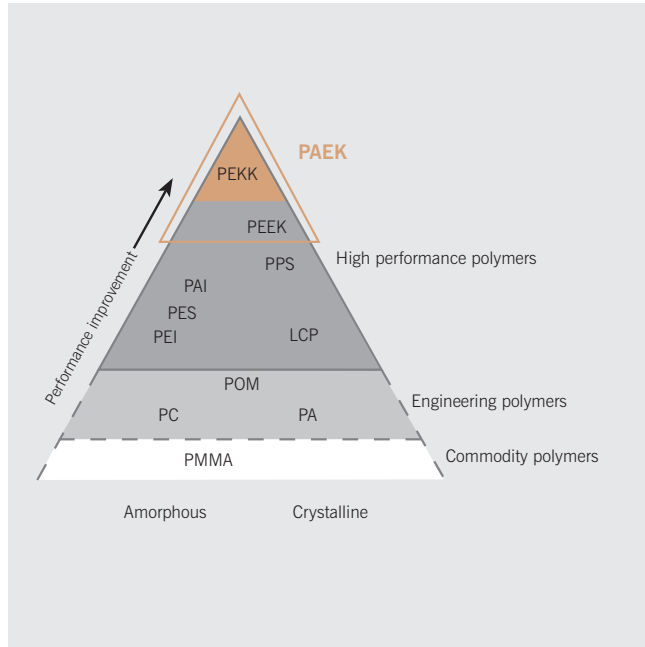 PAEK
PEKK
PEEK
High performance polymers
PPS
PAI
PES
PEI
LCP
Performance improvement
POM
Engineering polymers
PC
PA
Commodity polymers
PMMA
Amorphous
Crystalline